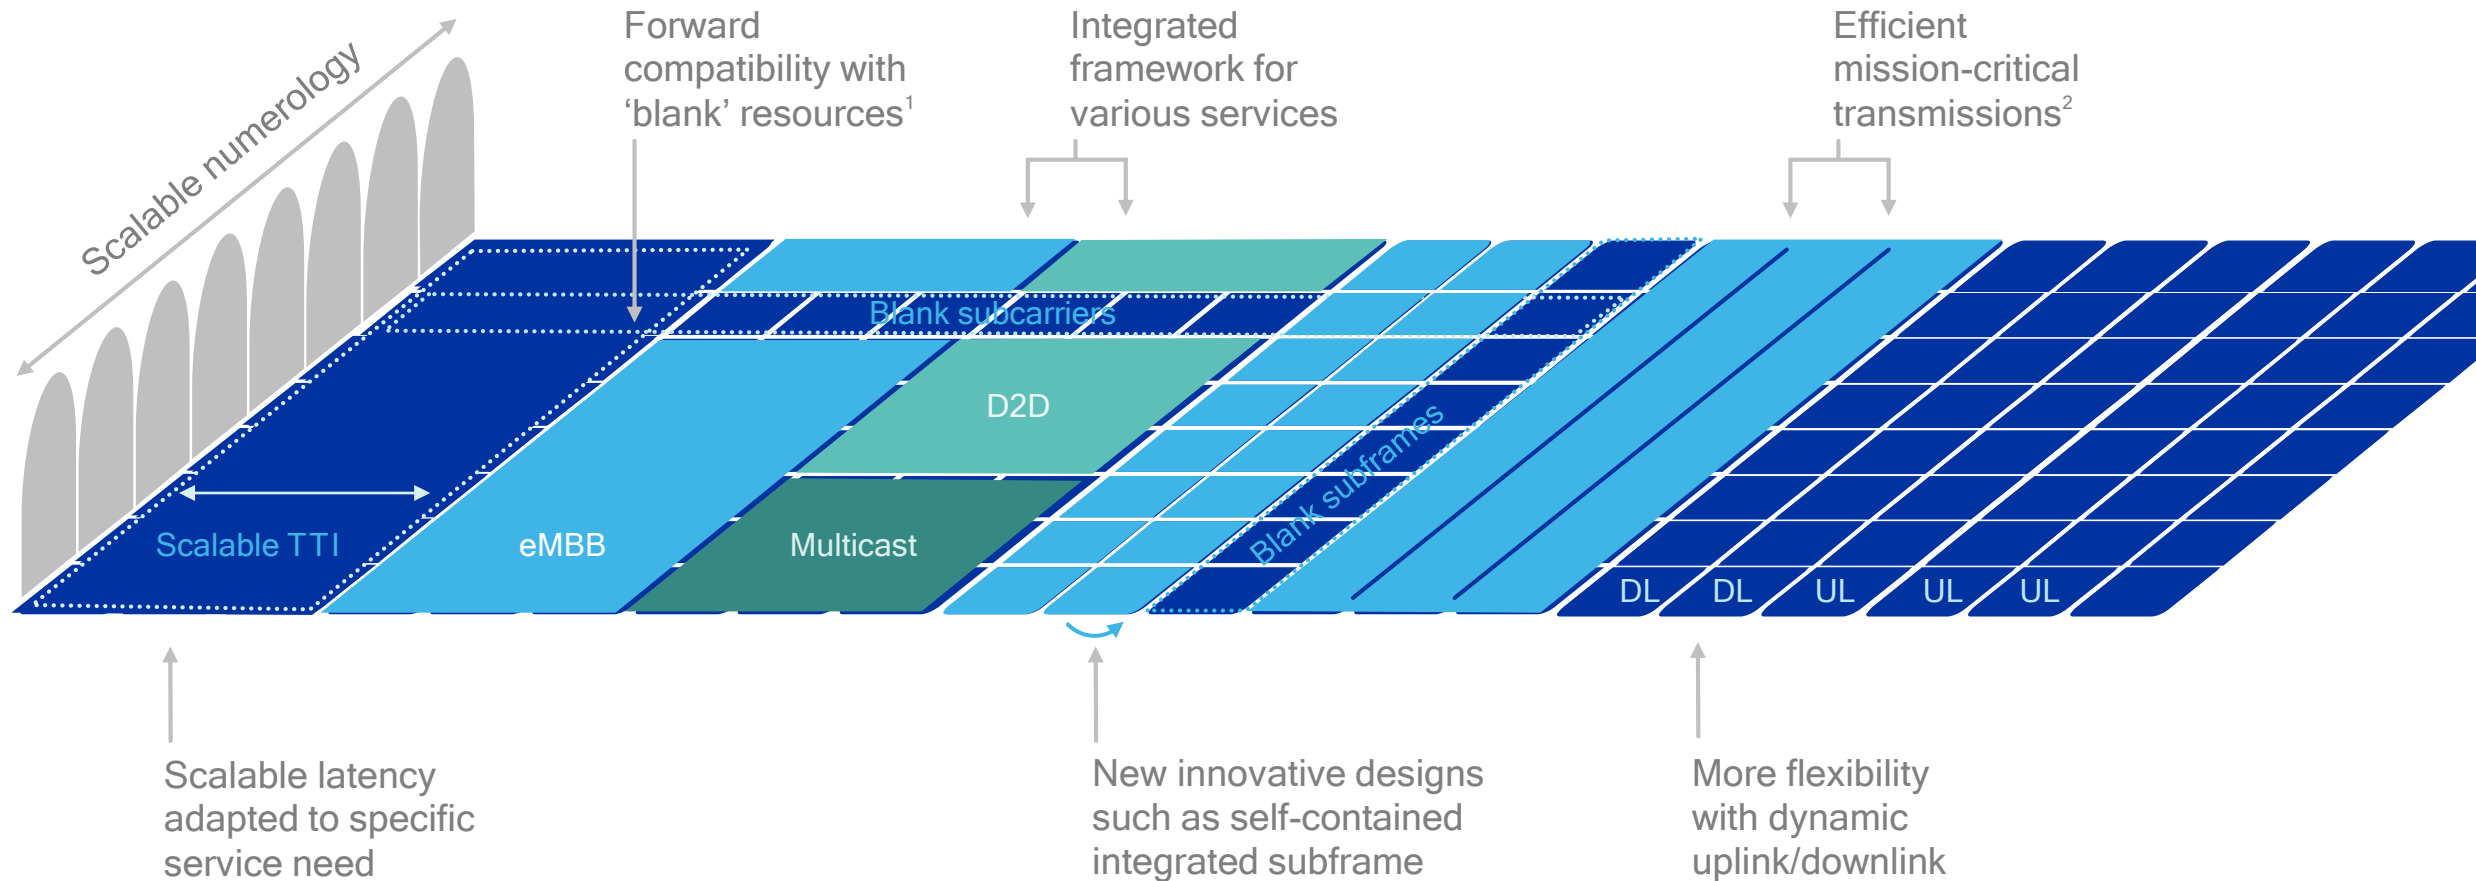 Scalable numerology
Forward
compatibility with
‘blank’ resources¹
Integrated
framework for
various services
Efficient
mission-critical
transmissions²
Blank subcarriers
D2D
Blank subframes
Scalable TTI
eMBB
Multicast
DL
DL
UL
UL
UL
Scalable latency
adapted to specific
service need
New innovative designs
such as self-contained
integrated subframe
More flexibility
with dynamic
uplink/downlink